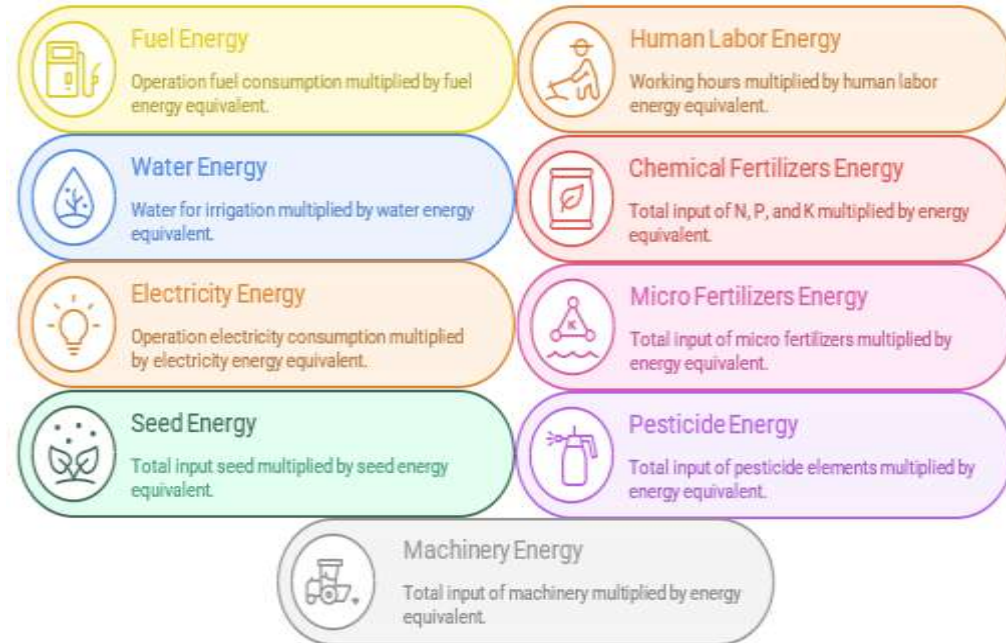 Fuel Energy
Operation fuel consumption multiplied by fuel
energy equivalent.
Human Labor Energy
Working hours multiplied by human labor
energy equivalent.
Water Energy
Water for irrigation multiplied by water energy
equivalent.
Chemical Fertilizers Energy
Total input of N, P, and K multiplied by energy
equivalent.
Electricity Energy
Operation electricity consumption multiplied
by electricity energy equivalent.
K
Micro Fertilizers Energy
Total input of micro fertilizers multiplied by
energy equivalent.
Seed Energy
Total input seed multiplied by seed energy
equivalent.
Pesticide Energy
Total input of pesticide elements multiplied by
energy equivalent.
Machinery Energy
Total input of machinery multiplied by energy
equivalent.